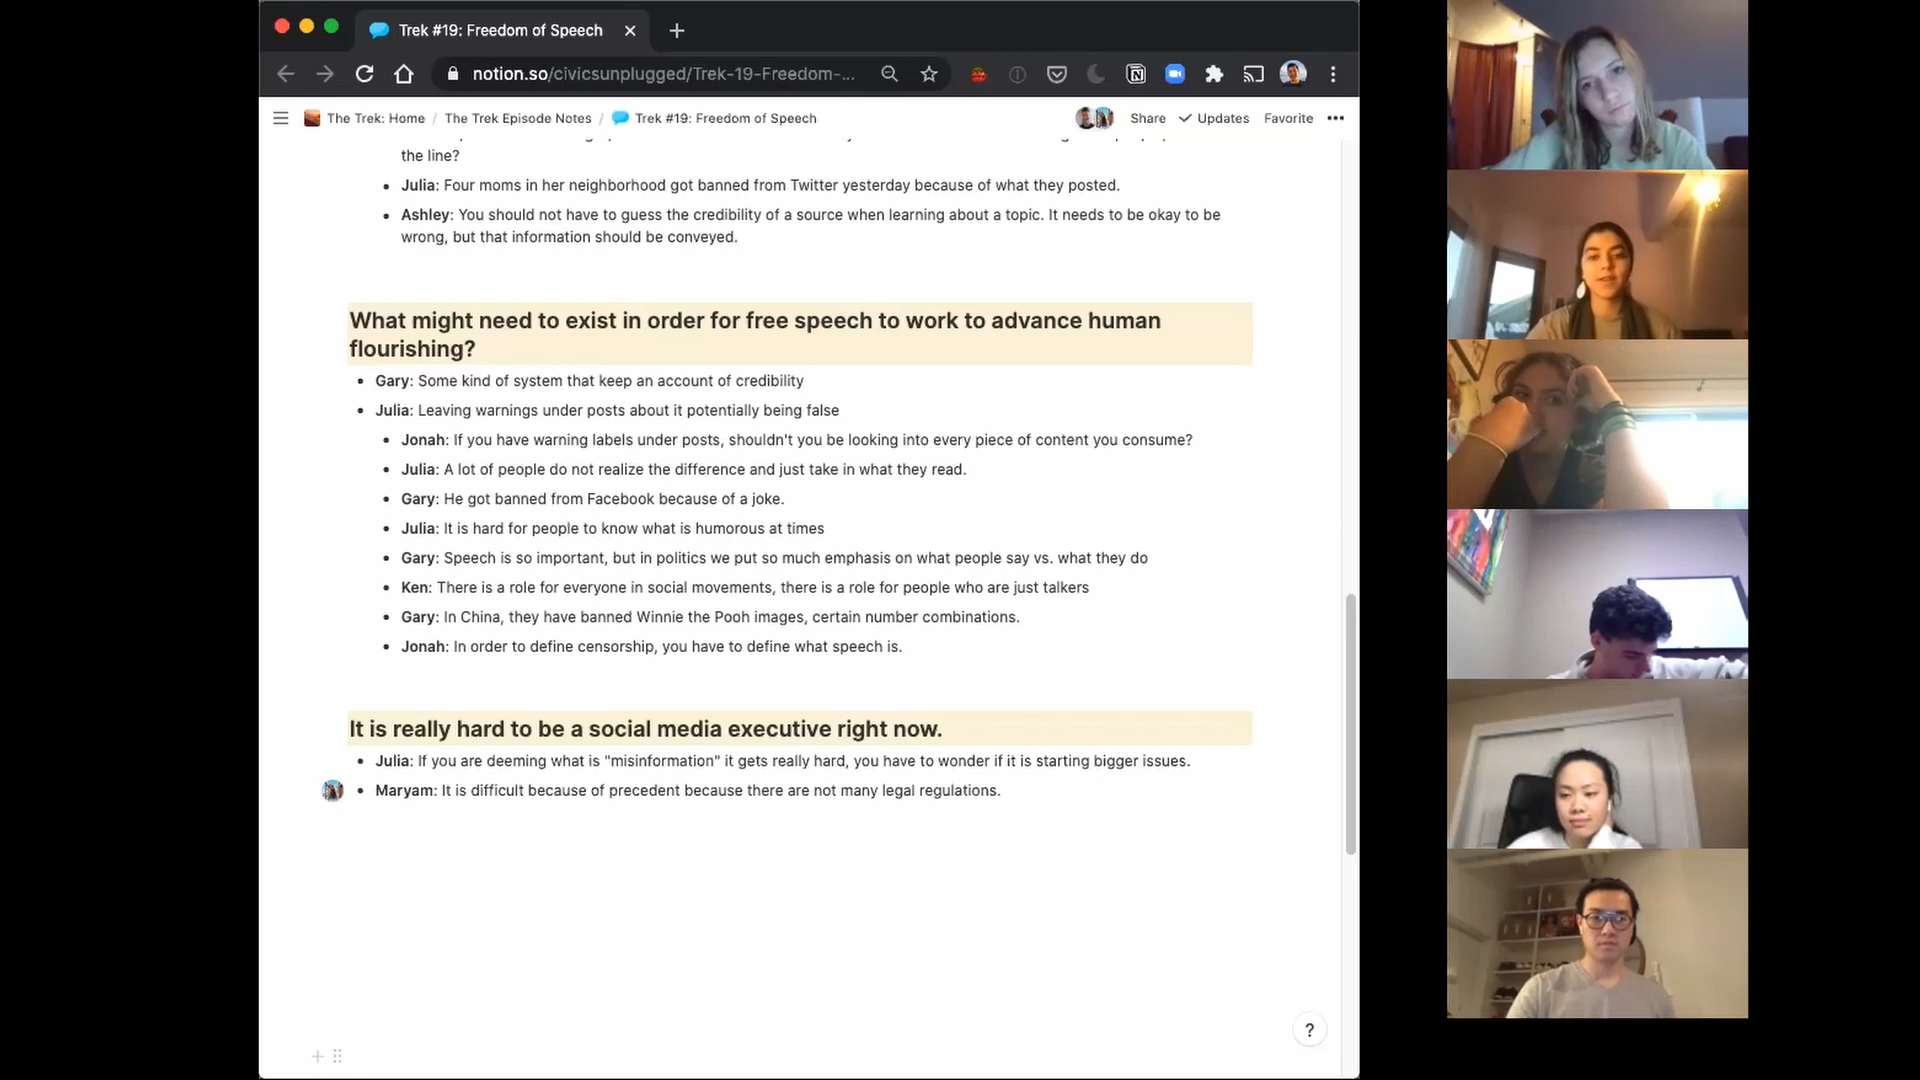 Trek #19: Freedom of Speech
notion.so/civicsunplugged/Trek-19-Freedom-...
The Trek: Home / The Trek Episode Notes / Trek #19: Freedom of Speech
Share Updates Favorite
the line?
Julia: Four moms in her neighborhood got banned from Twitter yesterday because of what they posted.
Ashley: You should not have to guess the credibility of a source when learning about a topic. It needs to be okay to be
wrong, but that information should be conveyed.
What might need to exist in order for free speech to work to advance human
flourishing?
Gary: Some kind of system that keep an account of credibility
Julia: Leaving warnings under posts about it potentially being false
Jonah: If you have warning labels under posts, shouldn't you be looking into every piece of content you consume?
Julia: A lot of people do not realize the difference and just take in what they read.
Gary: He got banned from Facebook because of a joke.
Julia: It is hard for people to know what is humorous at times
Gary: Speech is so important, but in politics we put so much emphasis on what people say vs. what they do
Ken: There is a role for everyone in social movements, there is a role for people who are just talkers
Gary: In China, they have banned Winnie the Pooh images, certain number combinations.
Jonah: In order to define censorship, you have to define what speech is.
It is really hard to be a social media executive right now.
Julia: If you are deeming what is "misinformation" it gets really hard, you have to wonder if it is starting bigger issues.
Maryam: It is difficult because of precedent because there are not many legal regulations.
?